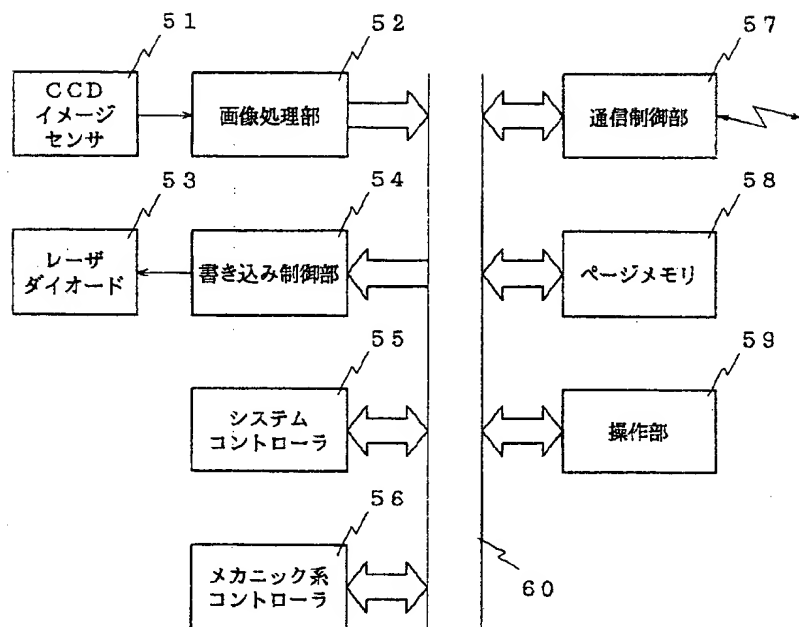 ５１
５２
５７
ＣＣＤ
イメージ
センサ
画像処理部
通信制御部
５３
５４
５８
レーザ
ダイオード
書き込み制御部
ページメモリ
５５
５９
システム
コントローラ
操作部
５６
メカニック系
コントローラ
６０